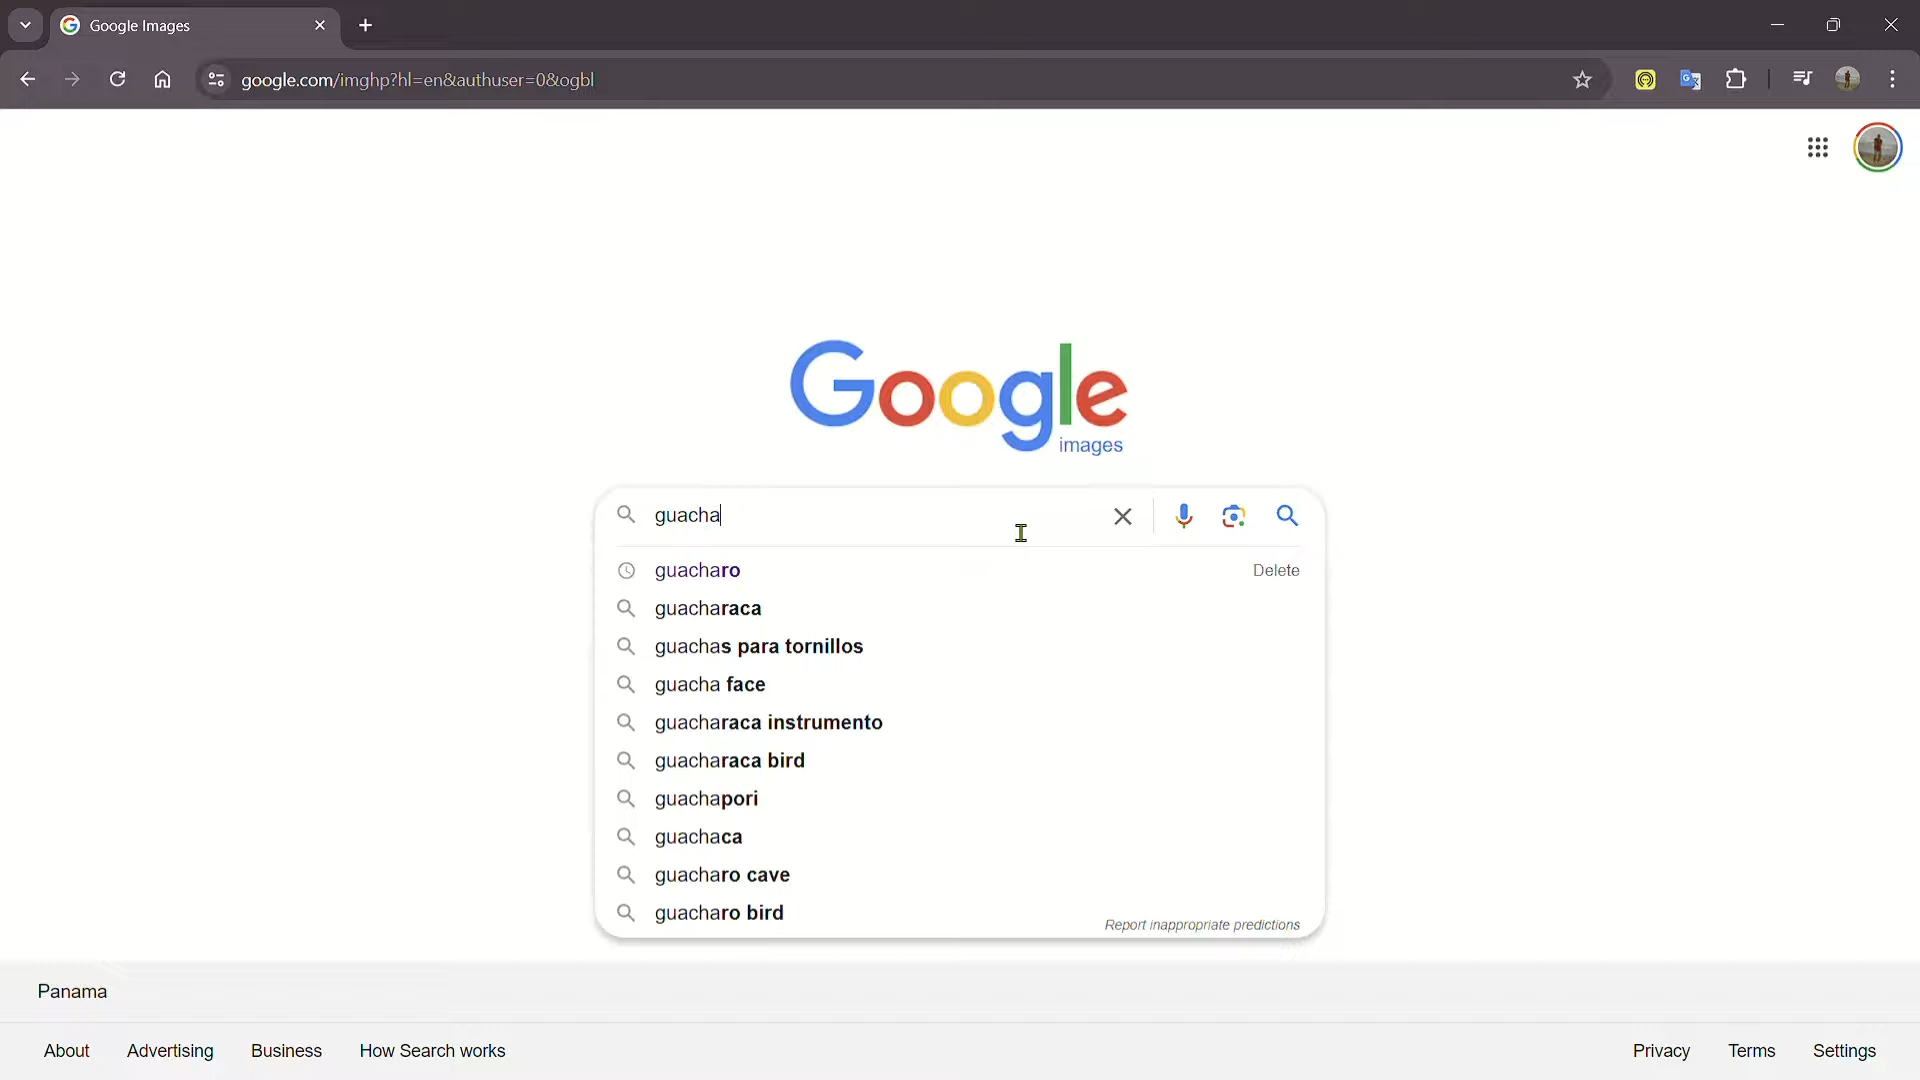 Google Images
google.com/imghp?hl=en&authuser=0&ogbl
Google
images
guacha
guacharo
Delete
guacharaca
guachas para tornillos
guacha face
guacharaca instrumento
guacharaca bird
guachapori
guachaca
guacharo cave
guacharo bird
Report inappropriate predictions
Panama
About Advertising Business How Search works Privacy Terms Settings